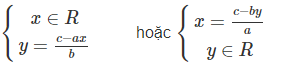 { x ∈ R
y = (c−ax)/b
hoặc
{ x = (c−by)/a
y ∈ R